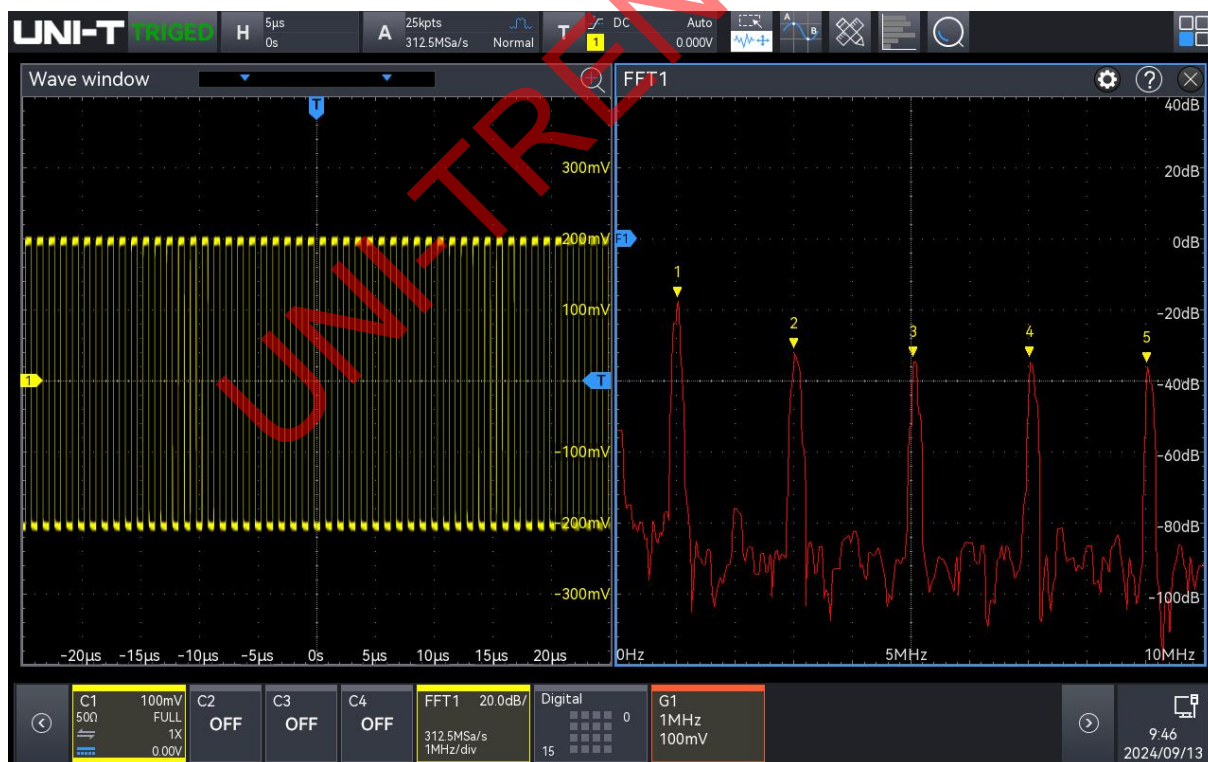 UNI-T TRIGED H 5µs 0s A 25kpts 312.5MSa/s Normal T 1 DC Auto 0.000V A B
Wave window
T
300mV
200mV
100mV
1
T
-100mV
-200mV
-300mV
-20µs -15µs -10µs -5µs 0s 5µs 10µs 15µs 20µs
FFT1 ?
40dB
20dB
F1
0dB
1
-20dB
2 3 4 5
-40dB
-60dB
-80dB
-100dB
0Hz 5MHz 10MHz
UNI-TREN
C1 100mV
50Ω FULL
1X
0.00V
C2
OFF
C3
OFF
C4
OFF
FFT1 20.0dB/
312.5MSa/s
1MHz/div
Digital
0
15
G1
1MHz
100mV
9:46
2024/09/13